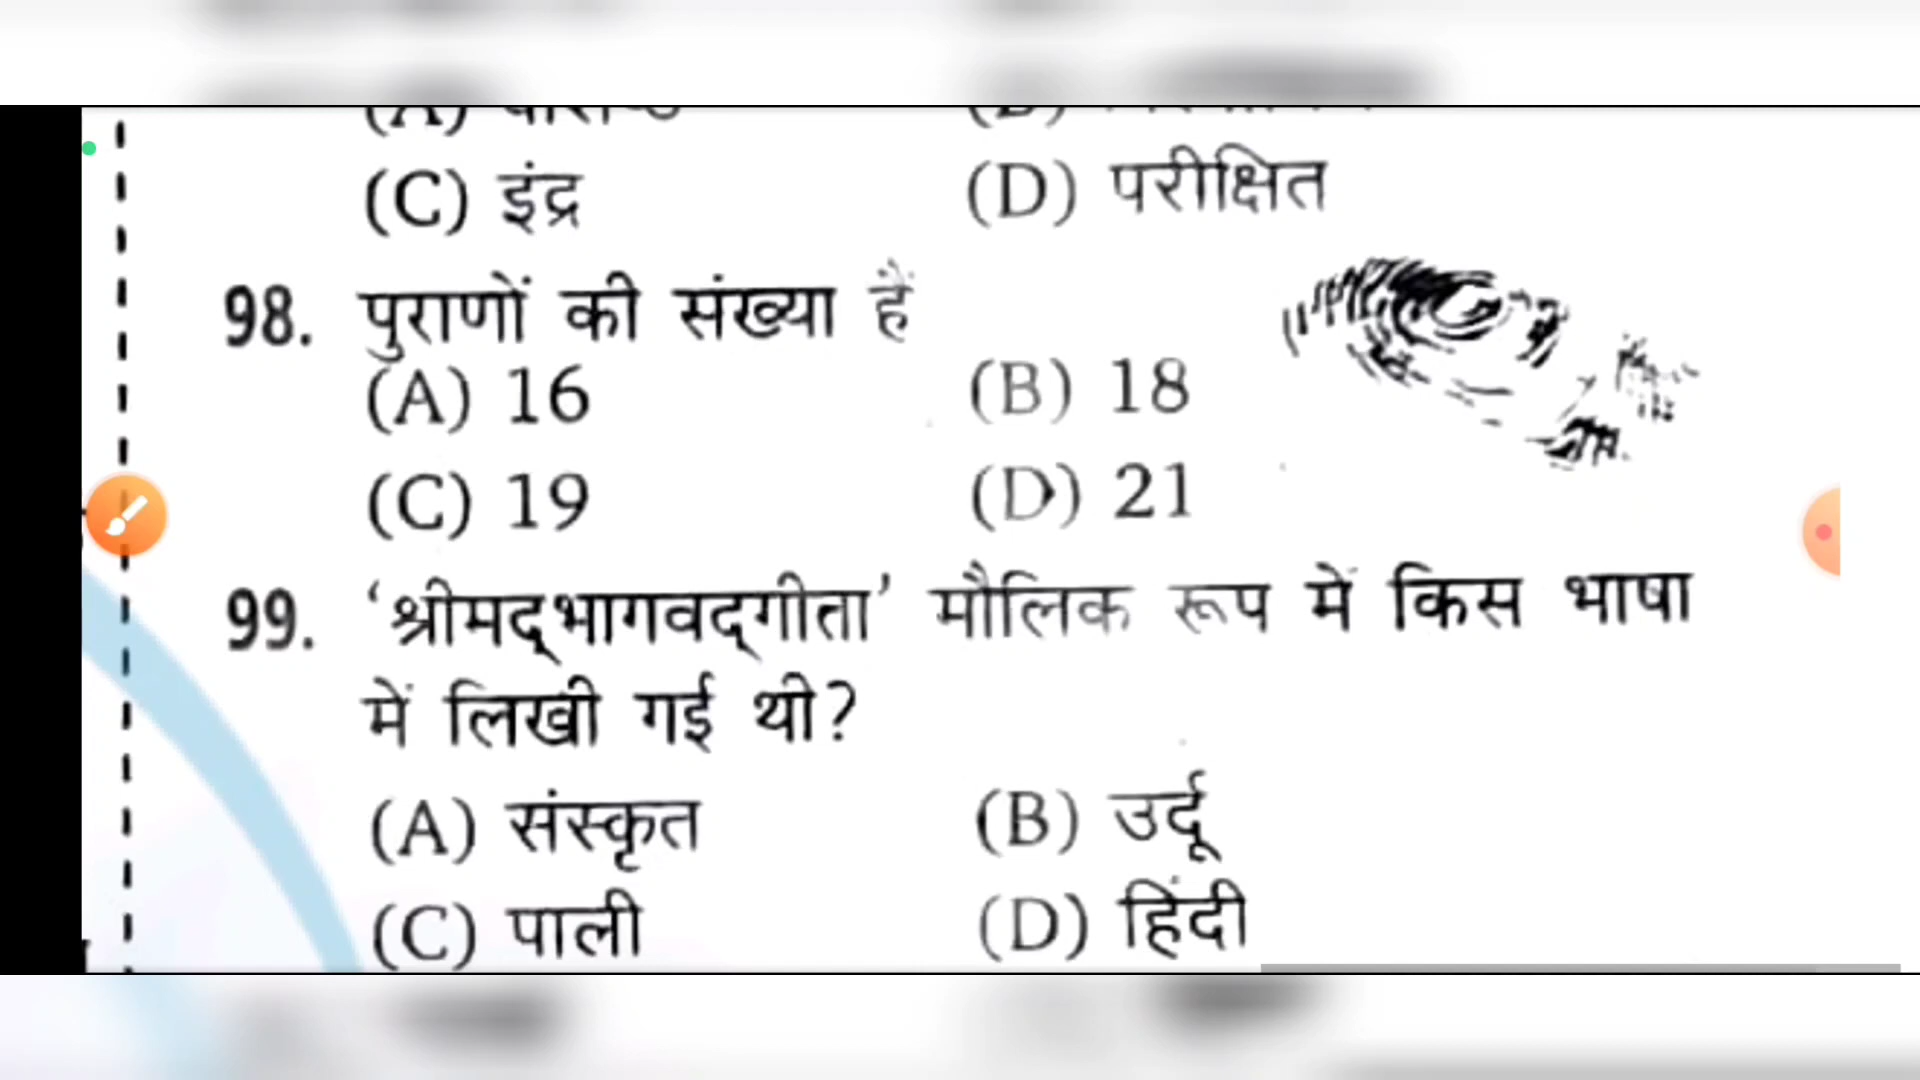 (C) इंद्र (D) परीक्षित
98. पुराणों की संख्या हैं
(A) 16 (B) 18
(C) 19 (D) 21
99. ‘श्रीमद्भागवद्गीता’ मौलिक रूप में किस भाषा
में लिखी गई थी?
(A) संस्कृत (B) उर्दू
(C) पाली (D) हिंदी